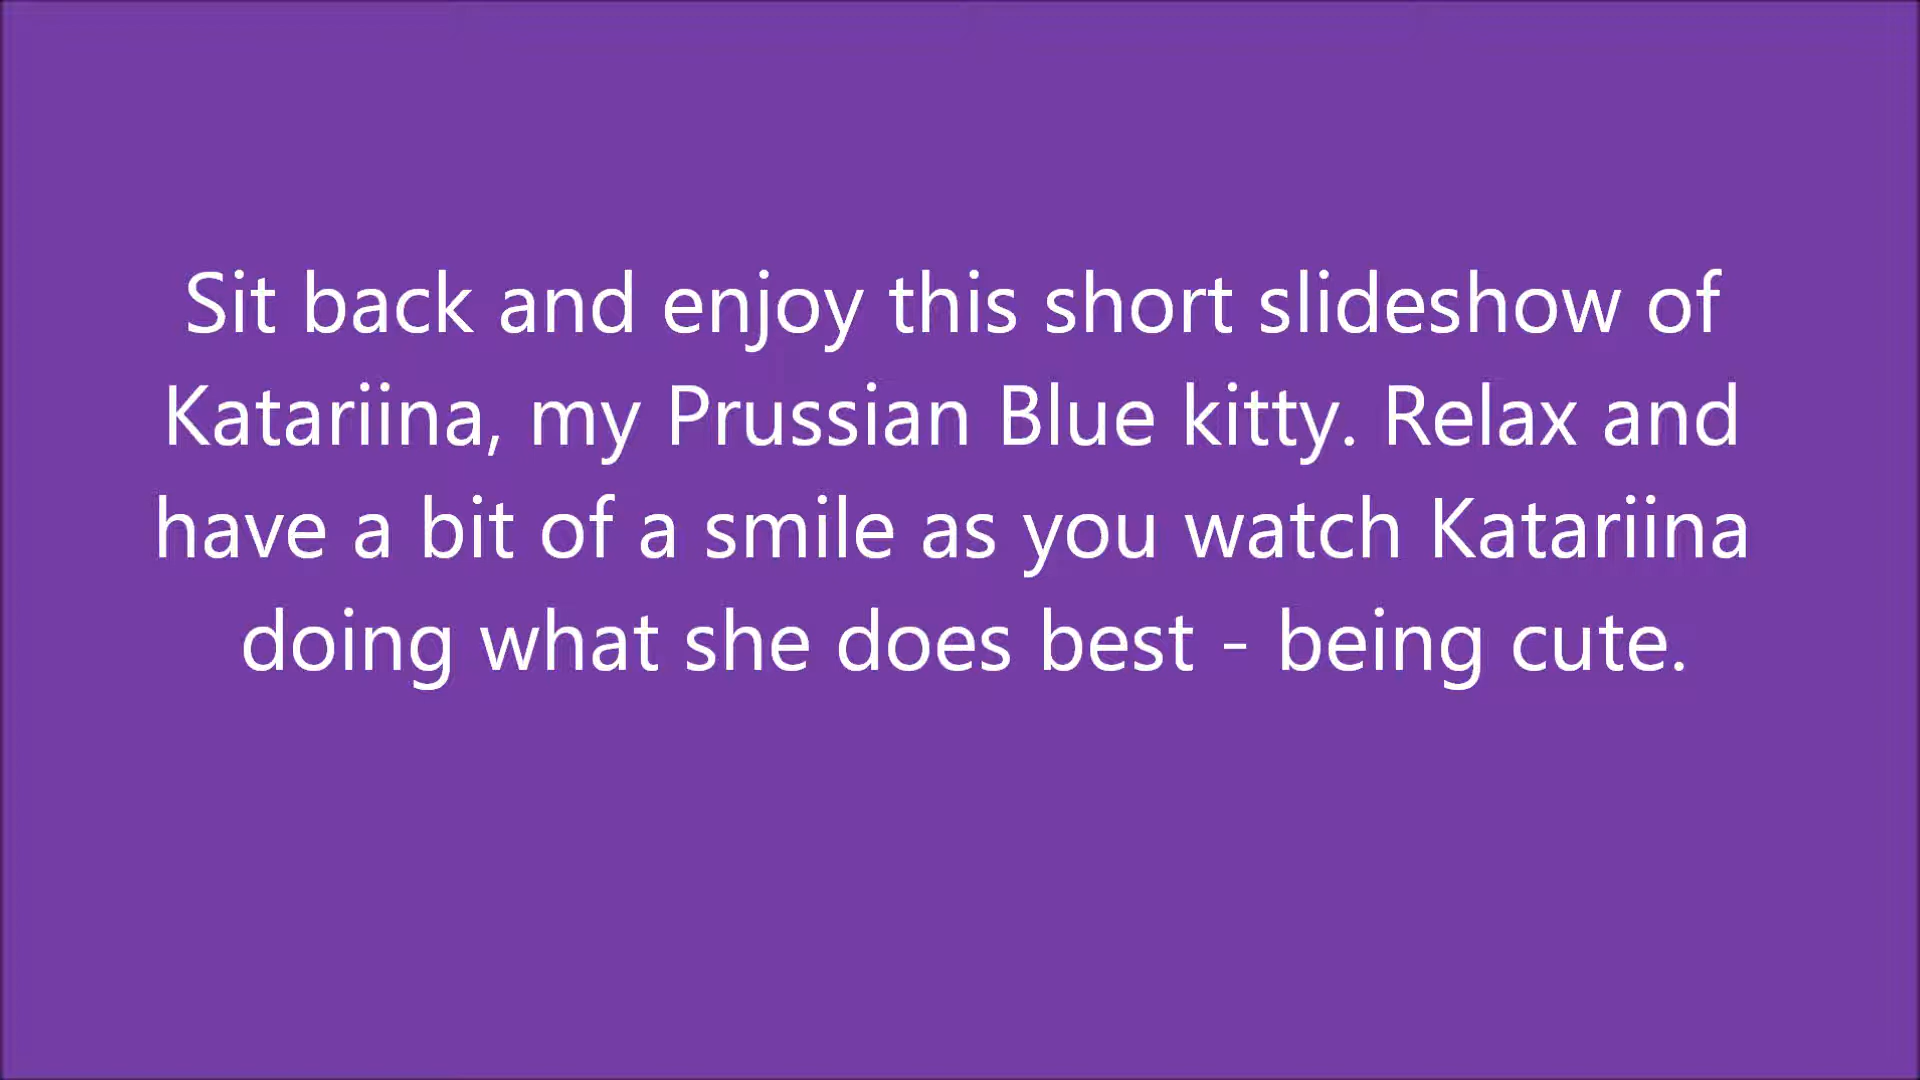 Sit back and enjoy this short slideshow of
Katariina, my Prussian Blue kitty. Relax and
have a bit of a smile as you watch Katariina
doing what she does best - being cute.